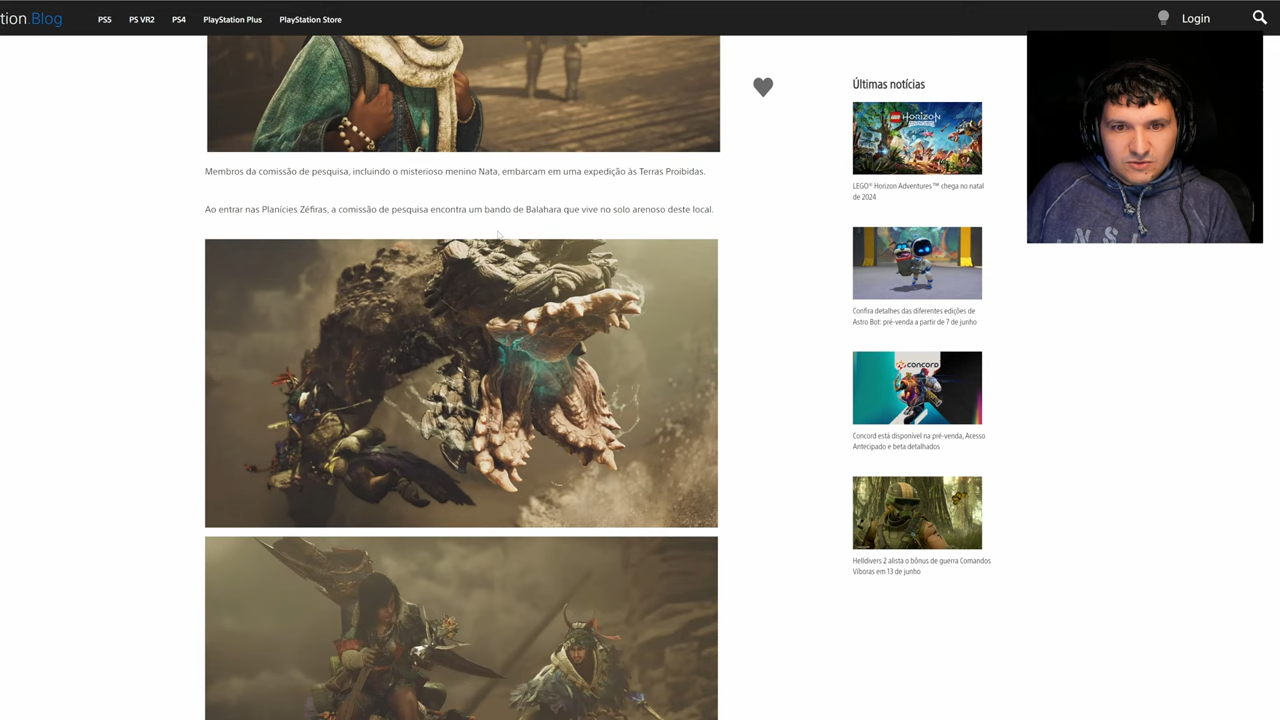 tion.Blog
PS5
PS VR2
PS4
PlayStation Plus
PlayStation Store
Login
Membros da comissão de pesquisa, incluindo o misterioso menino Nata, embarcam em uma expedição às Terras Proibidas.
Ao entrar nas Planícies Zéfiras, a comissão de pesquisa encontra um bando de Balahara que vive no solo arenoso deste local.
Últimas notícias
LEGO HORIZON
ADVENTURES
LEGO® Horizon Adventures™ chega no natal
de 2024
Confira detalhes das diferentes edições de
Astro Bot: pré-venda a partir de 7 de junho
CONCORD
Concord está disponível na pré-venda, Acesso
Antecipado e beta detalhados
Helldivers 2 alista o bônus de guerra Comandos
Víboras em 13 de junho